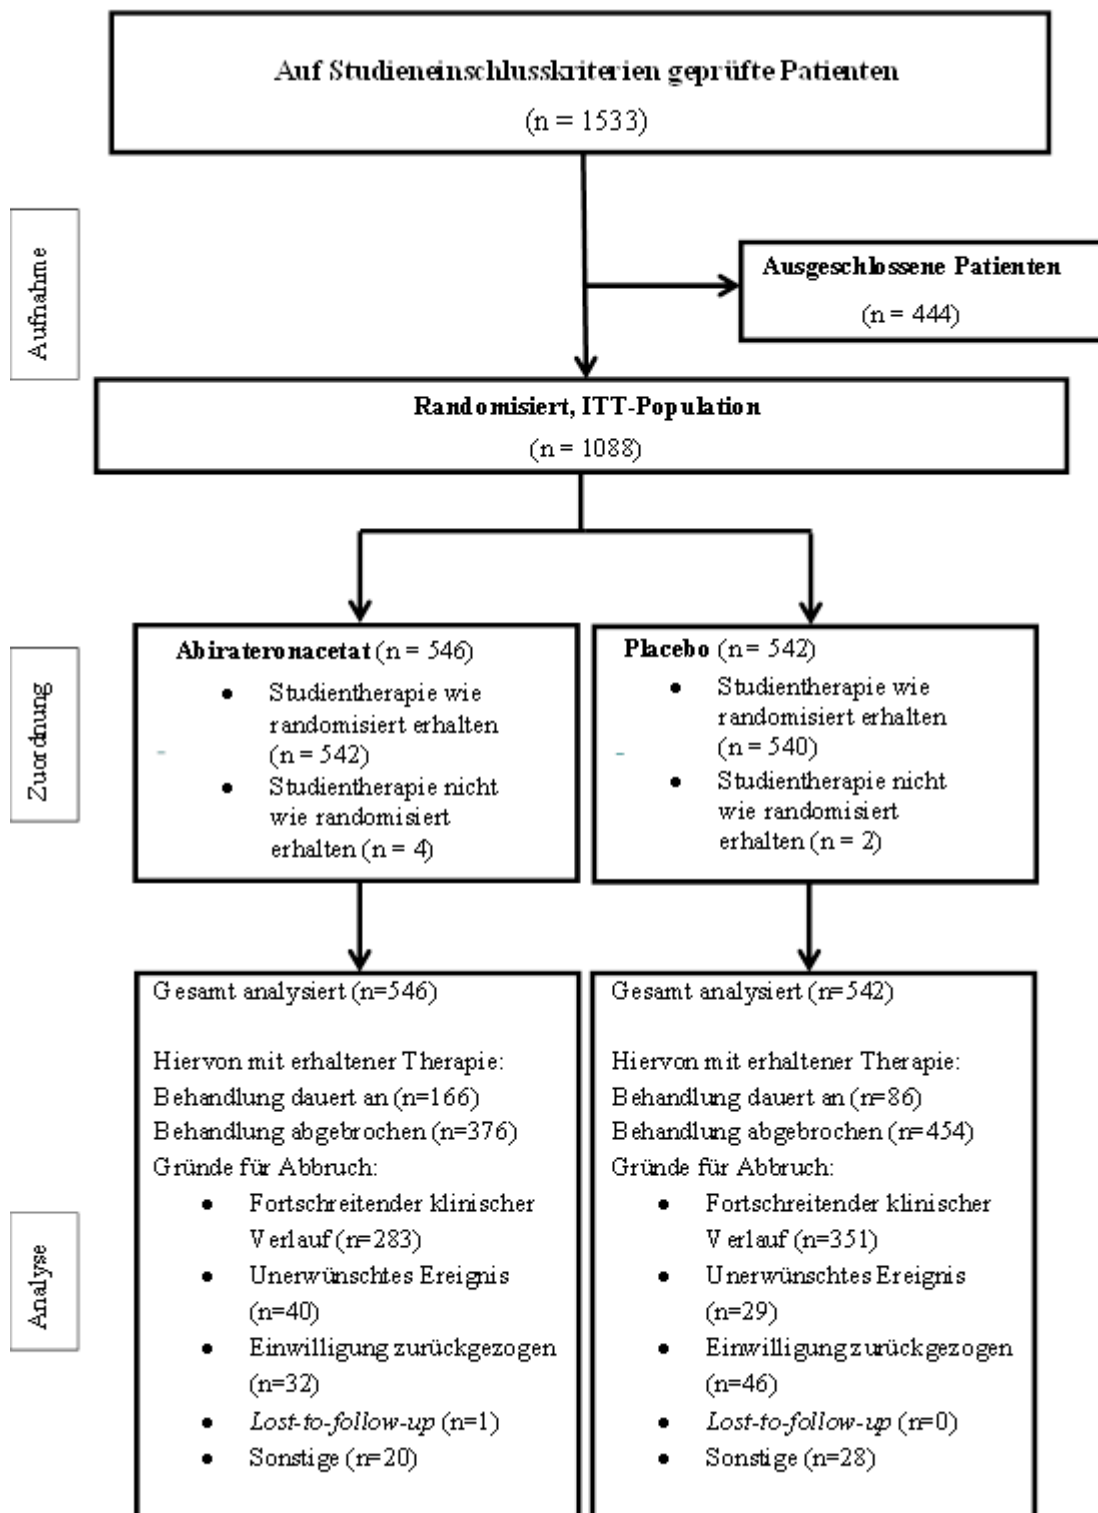 Auf Studieneinschlusskriterien geprüfte Patienten
(n = 1533)
Aufnahme
Ausgeschlossene Patienten
(n = 444)
Randomisiert, ITT-Population
(n = 1088)
Zuordnung
Abirateronacetat (n = 546)
● Studientherapie wie
randomisiert erhalten
(n = 542)
● Studientherapie nicht
wie randomisiert
erhalten (n = 4)
Placebo (n = 542)
● Studientherapie wie
randomisiert erhalten
(n = 540)
● Studientherapie nicht
wie randomisiert
erhalten (n = 2)
Analyse
Gesamt analysiert (n=546)
Hiervon mit erhaltener Therapie:
Behandlung dauert an (n=166)
Behandlung abgebrochen (n=376)
Gründe für Abbruch:
● Fortschreitender klinischer
Verlauf (n=283)
● Unerwünschtes Ereignis
(n=40)
● Einwilligung zurückgezogen
(n=32)
● Lost-to-follow-up (n=1)
● Sonstige (n=20)
Gesamt analysiert (n=542)
Hiervon mit erhaltener Therapie:
Behandlung dauert an (n=86)
Behandlung abgebrochen (n=454)
Gründe für Abbruch:
● Fortschreitender klinischer
Verlauf (n=351)
● Unerwünschtes Ereignis
(n=29)
● Einwilligung zurückgezogen
(n=46)
● Lost-to-follow-up (n=0)
● Sonstige (n=28)